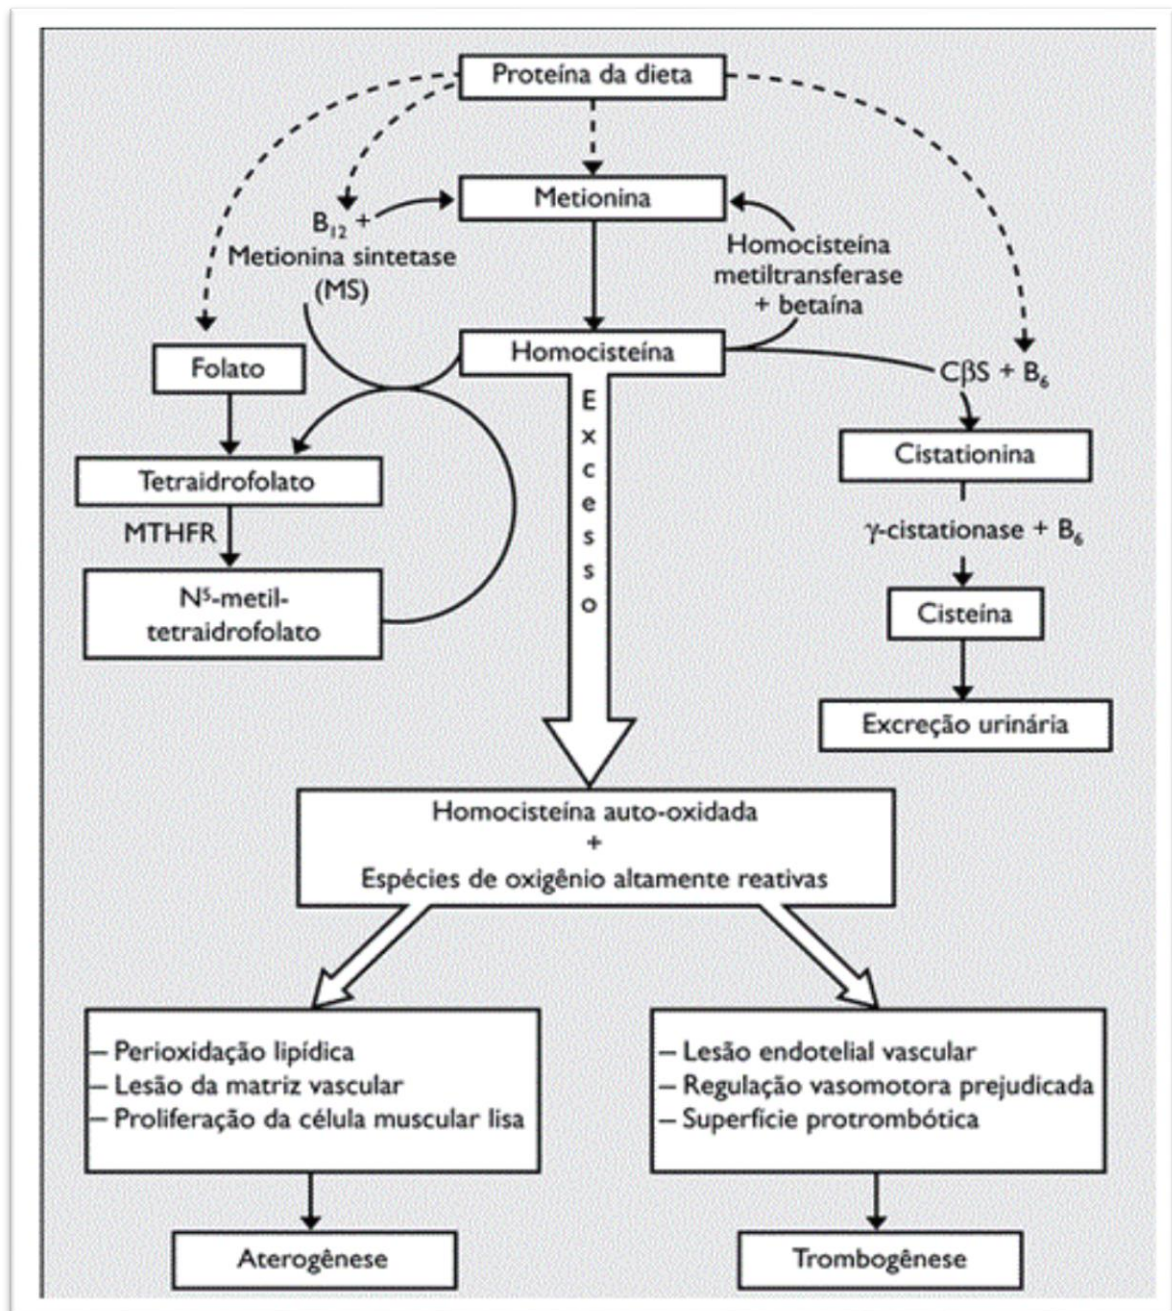 Proteína da dieta
Metionina
B12 +
Metionina sintetase
(MS)
Homocisteína
metiltransferase
+ betaína
Folato
Homocisteína
CβS + B6
E
x
c
e
s
s
o
Tetraidrofolato
MTHFR
N5-metil-
tetraidrofolato
Cistationina
γ-cistationase + B6
Cisteína
Excreção urinária
Homocisteína auto-oxidada
+
Espécies de oxigênio altamente reativas
– Perioxidação lipídica
– Lesão da matriz vascular
– Proliferação da célula muscular lisa
– Lesão endotelial vascular
– Regulação vasomotora prejudicada
– Superfície protrombótica
Aterogênese
Trombogênese